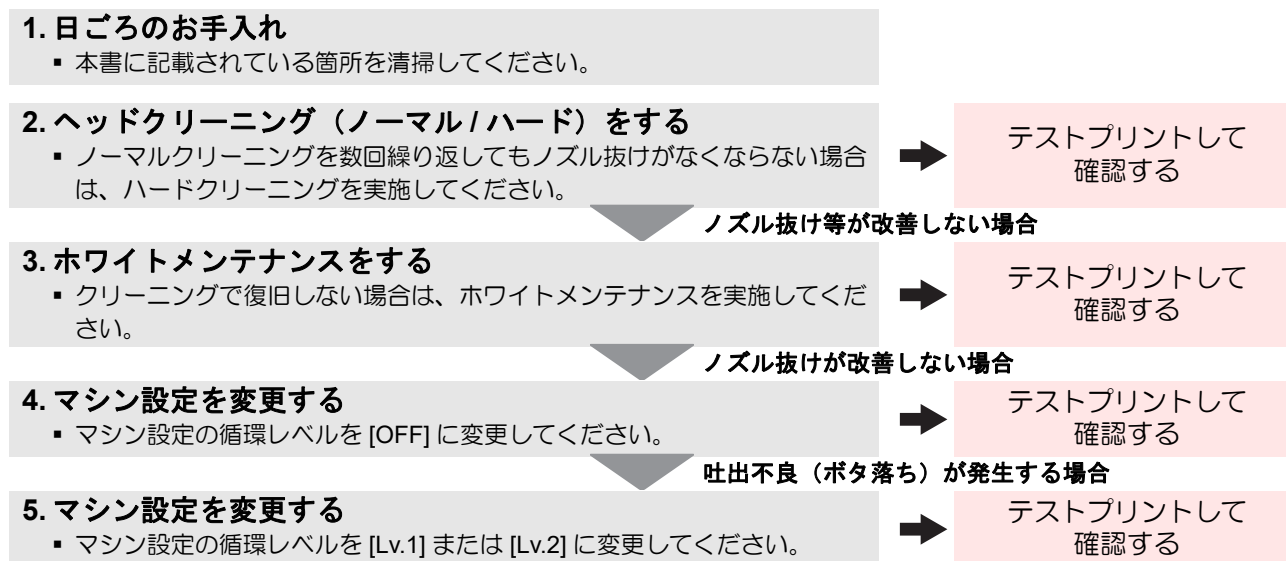 1. 日ごろのお手入れ
▪ 本書に記載されている箇所を清掃してください。
2. ヘッドクリーニング（ノーマル / ハード）をする
▪ ノーマルクリーニングを数回繰り返してもノズル抜けがなくならない場合
は、ハードクリーニングを実施してください。
テストプリントして
確認する
ノズル抜け等が改善しない場合
3. ホワイトメンテナンスをする
▪ クリーニングで復旧しない場合は、ホワイトメンテナンスを実施してくだ
さい。
テストプリントして
確認する
ノズル抜けが改善しない場合
4. マシン設定を変更する
▪ マシン設定の循環レベルを [OFF] に変更してください。
テストプリントして
確認する
吐出不良（ボタ落ち）が発生する場合
5. マシン設定を変更する
▪ マシン設定の循環レベルを [Lv.1] または [Lv.2] に変更してください。
テストプリントして
確認する